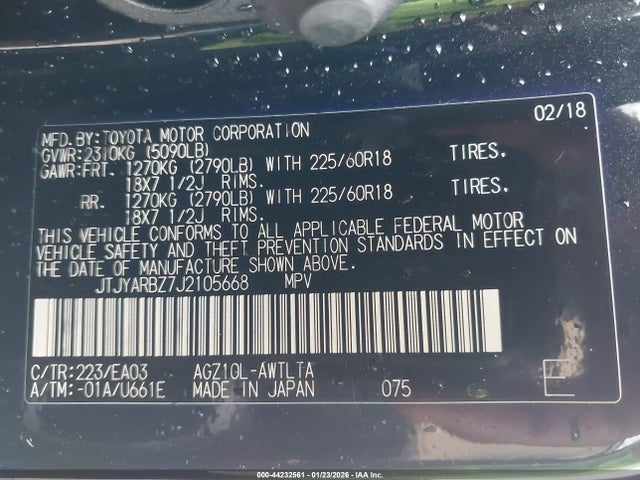 02/18
MFD.BY:TOYOTA MOTOR CORPORATION
GVWR:2310KG (5090LB)
GAWR:FRT. 1270KG (2790LB) WITH 225/60R18 TIRES.
18X7 1/2J RIMS.
RR. 1270KG (2790LB) WITH 225/60R18 TIRES.
18X7 1/2J RIMS.
THIS VEHICLE CONFORMS TO ALL APPLICABLE FEDERAL MOTOR
VEHICLE SAFETY AND THEFT PREVENTION STANDARDS IN EFFECT ON
THE DATE OF MANUFACTURE SHOWN ABOVE.
JTJYARBZ7J2105668 MPV
C/TR:223/EA03 AGZ10L-AWTLTA
A/TM:-01A/U661E MADE IN JAPAN 075 E
000-44232561 - 01/23/2026 - IAA Inc.